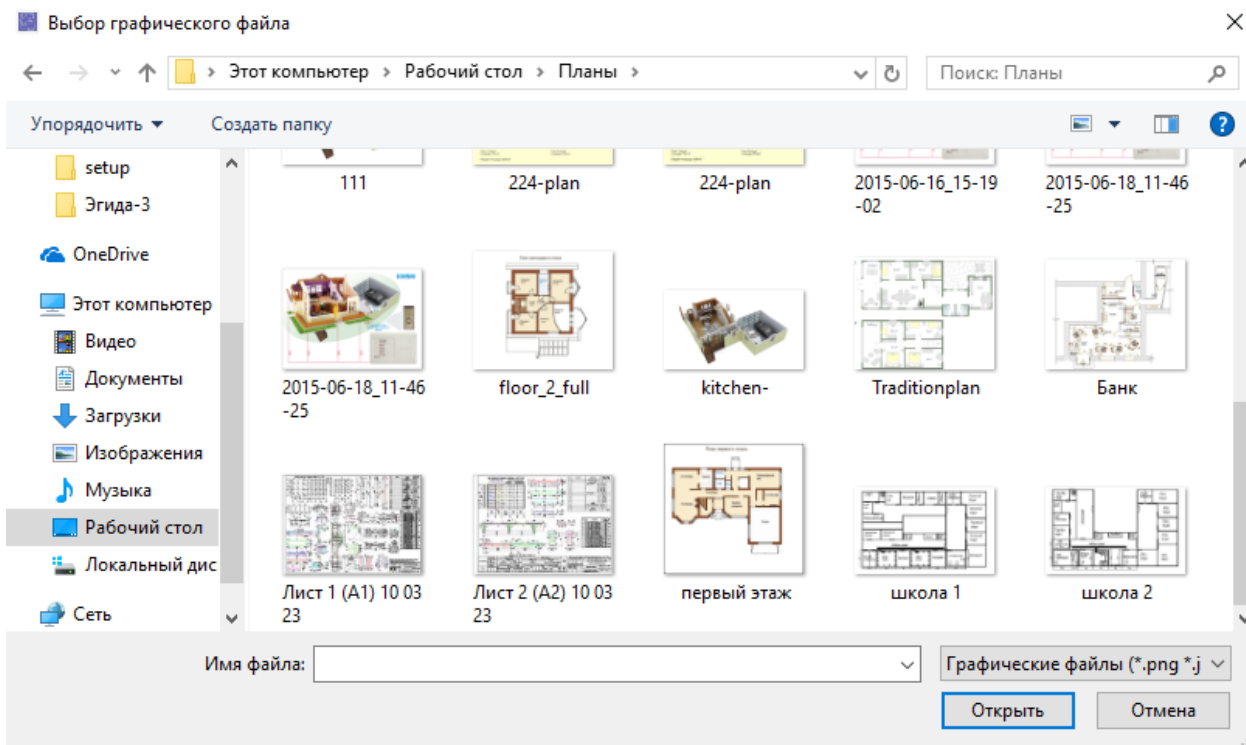 Выбор графического файла
Этот компьютер > Рабочий стол > Планы >
Поиск: Планы
Упорядочить
Создать папку
setup
Эгида-3
OneDrive
Этот компьютер
Видео
Документы
Загрузки
Изображения
Музыка
Рабочий стол
Локальный дис
Сеть
111
224-plan
224-plan
2015-06-16_15-19
-02
2015-06-18_11-46
-25
2015-06-18_11-46
-25
floor_2_full
kitchen-
Traditionplan
Банк
Лист 1 (А1) 10 03
23
Лист 2 (А2) 10 03
23
первый этаж
школа 1
школа 2
Имя файла:
Графические файлы (*.png *.j
Открыть
Отмена